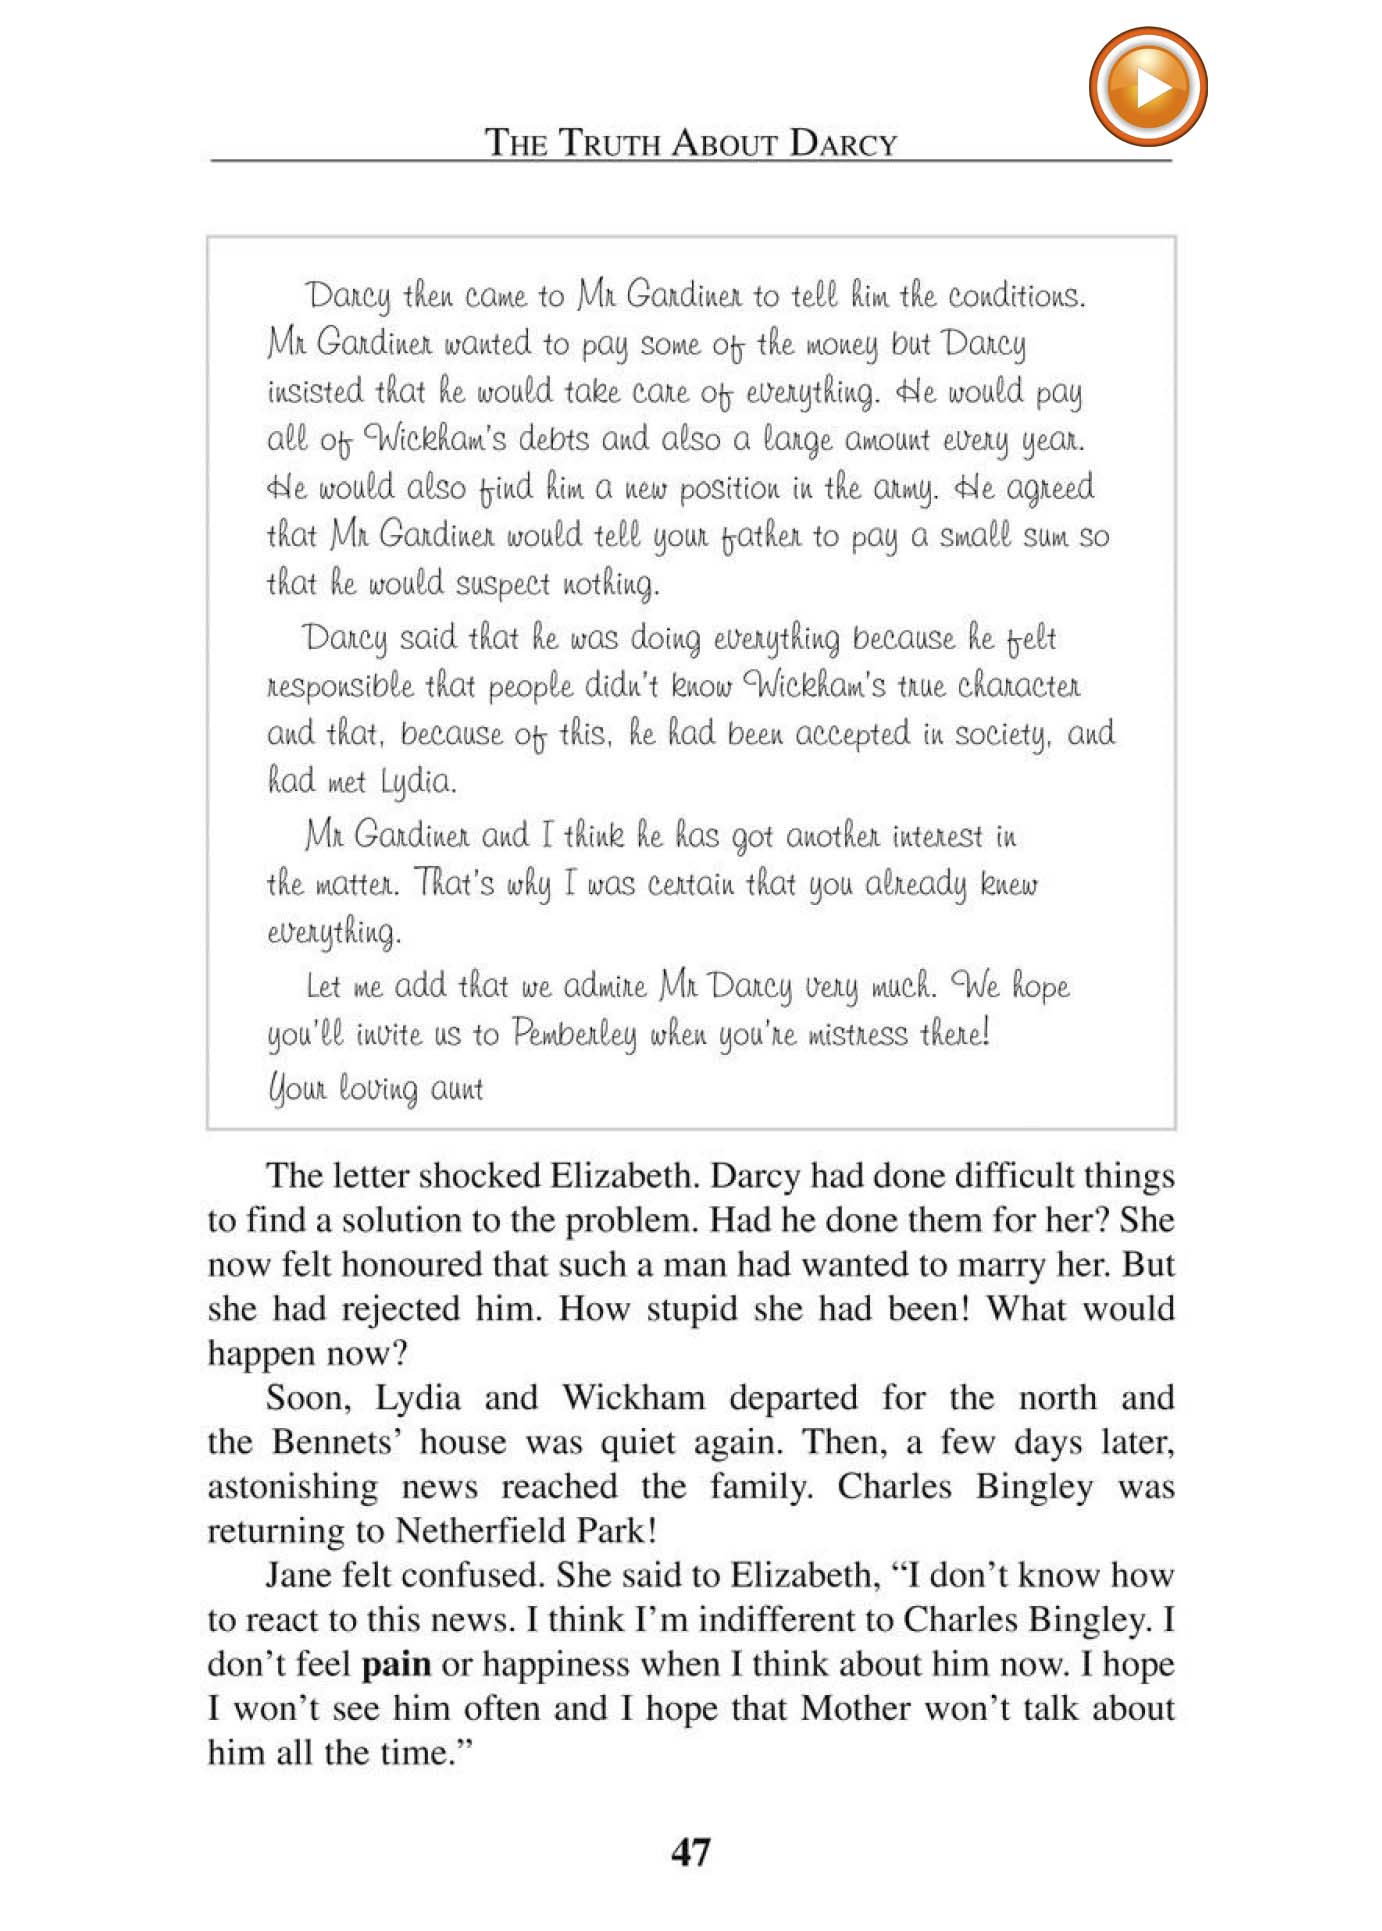 THE TRUTH ABOUT DARCY
Darcy then came to Mr Gardiner to tell him the conditions.
Mr Gardiner wanted to pay some of the money but Darcy
insisted that he would take care of everything. He would pay
all of Wickham's debts and also a large amount every year.
He would also find him a new position in the army. He agreed
that Mr Gardiner would tell your father to pay a small sum so
that he would suspect nothing.
Darcy said that he was doing everything because he felt
responsible that people didn't know Wickham's true character
and that, because of this, he had been accepted in society, and
had met Lydia.
Mr Gardiner and I think he has got another interest in
the matter. That's why I was certain that you already knew
everything.
Let me add that we admire Mr Darcy very much. We hope
you'll invite us to Pemberley when you're mistress there!
Your loving aunt
The letter shocked Elizabeth. Darcy had done difficult things
to find a solution to the problem. Had he done them for her? She
now felt honoured that such a man had wanted to marry her. But
she had rejected him. How stupid she had been! What would
happen now?
Soon, Lydia and Wickham departed for the north and
the Bennets’ house was quiet again. Then, a few days later,
astonishing news reached the family. Charles Bingley was
returning to Netherfield Park!
Jane felt confused. She said to Elizabeth, “I don’t know how
to react to this news. I think I’m indifferent to Charles Bingley. I
don’t feel pain or happiness when I think about him now. I hope
I won’t see him often and I hope that Mother won’t talk about
him all the time.”
47